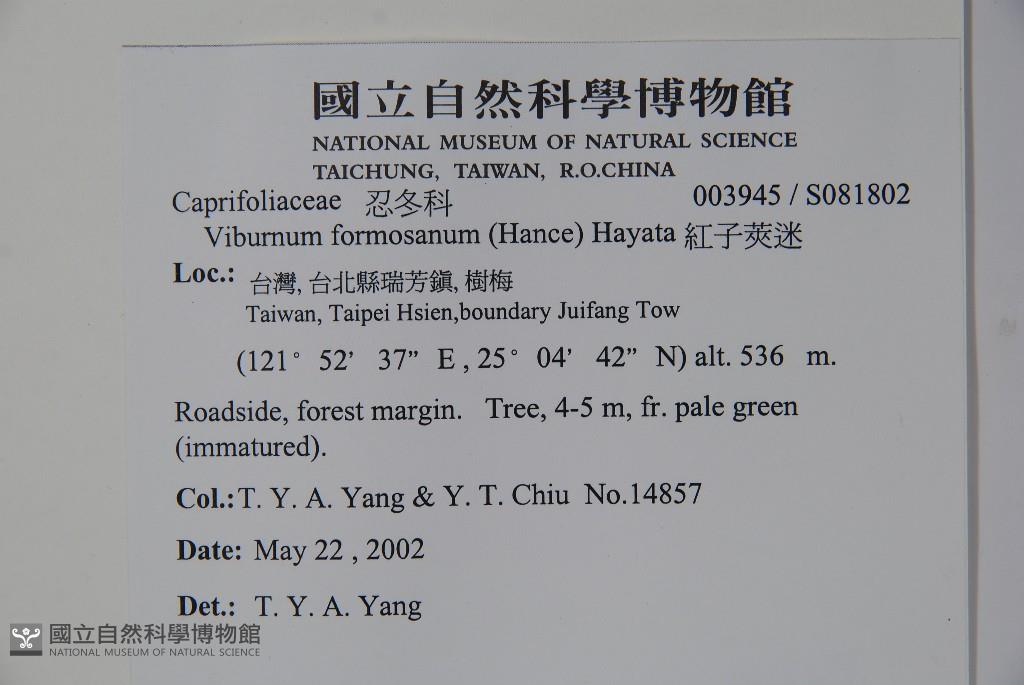 國立自然科學博物館
NATIONAL MUSEUM OF NATURAL SCIENCE
TAICHUNG, TAIWAN, R.O.CHINA
Caprifoliaceae 忍冬科 003945 / S081802
Viburnum formosanum (Hance) Hayata 紅子莢迷
Loc.: 台灣, 台北縣瑞芳鎭, 樹梅
Taiwan, Taipei Hsien,boundary Juifang Tow
(121° 52’ 37” E , 25° 04’ 42” N) alt. 536 m.
Roadside, forest margin. Tree, 4-5 m, fr. pale green
(immatured).
Col.: T. Y. A. Yang & Y. T. Chiu No.14857
Date: May 22 , 2002
Det.: T. Y. A. Yang
國立自然科學博物館
NATIONAL MUSEUM OF NATURAL SCIENCE